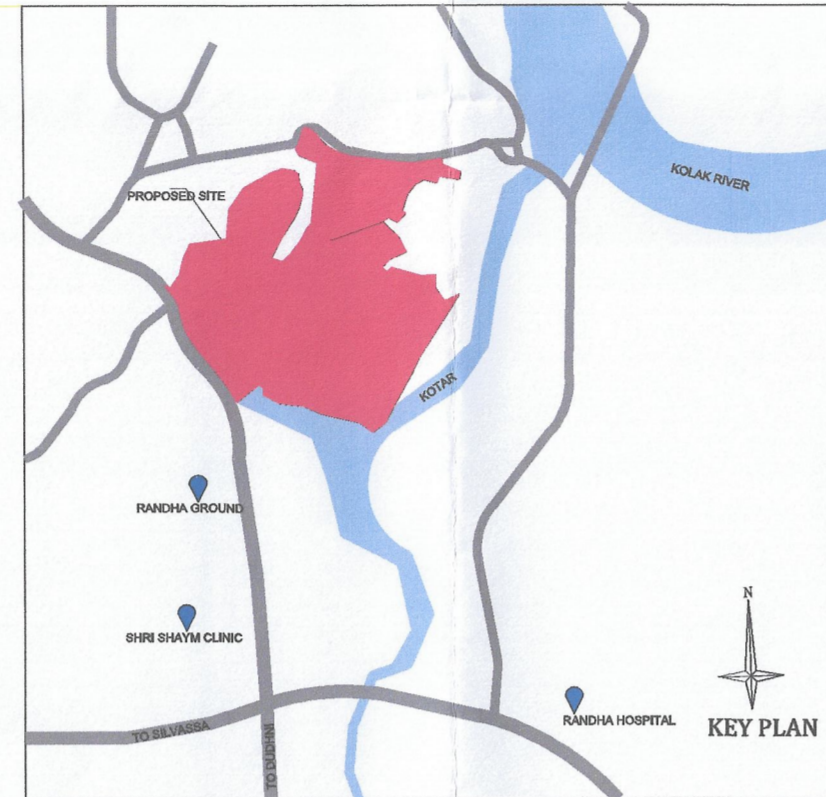 KOLAK RIVER
PROPOSED SITE
KOTAR
RANDHA GROUND
SHRI SHAYM CLINIC
N
RANDHA HOSPITAL
KEY PLAN
TO SILVASSA
TO DUDHNI